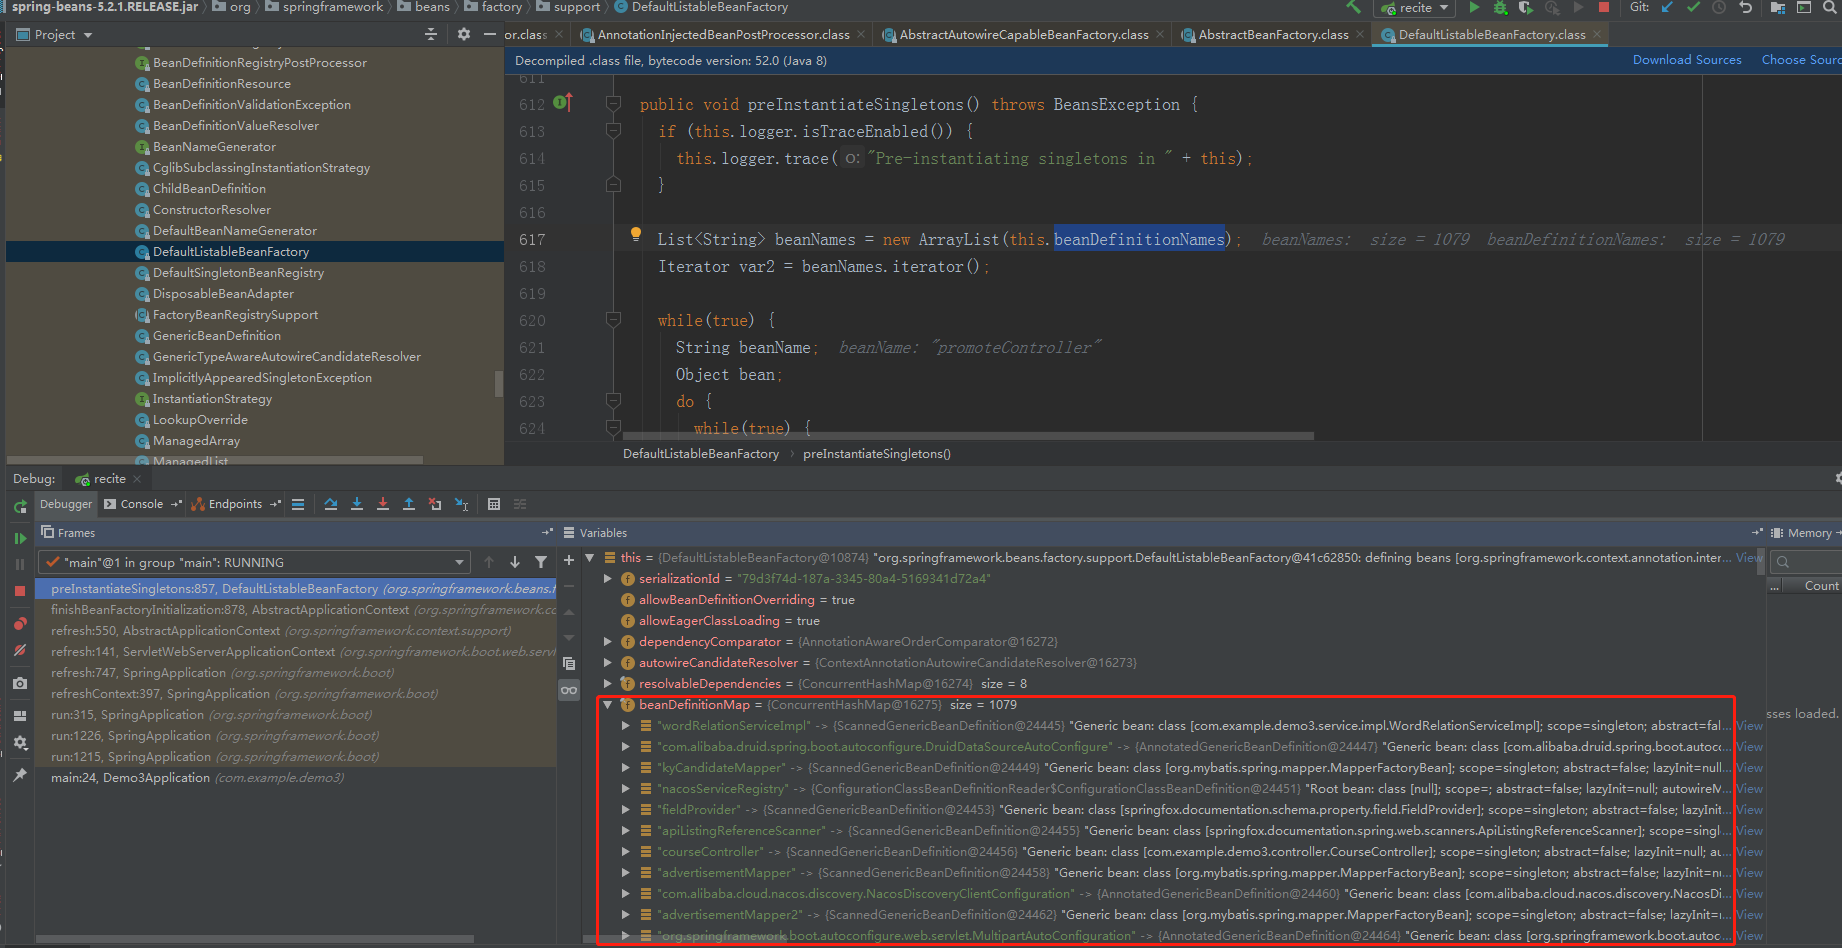 spring-beans-5.2.1.RELEASE.jar org springframework beans factory support DefaultListableBeanFactory recite Git:
Project or.class AnnotationInjectedBeanPostProcessor.class AbstractAutowireCapableBeanFactory.class AbstractBeanFactory.class DefaultListableBeanFactory.class
Decompiled .class file, bytecode version: 52.0 (Java 8) Download Sources Choose Sourc
BeanDefinitionRegistryPostProcessor
BeanDefinitionResource
BeanDefinitionValidationException
BeanDefinitionValueResolver
BeanNameGenerator
CglibSubclassingInstantiationStrategy
ChildBeanDefinition
ConstructorResolver
DefaultBeanNameGenerator
DefaultListableBeanFactory
DefaultSingletonBeanRegistry
DisposableBeanAdapter
FactoryBeanRegistrySupport
GenericBeanDefinition
GenericTypeAwareAutowireCandidateResolver
ImplicitlyAppearedSingletonException
InstantiationStrategy
LookupOverride
ManagedArray
ManagedList
611
612 public void preInstantiateSingletons() throws BeansException {
613 if (this.logger.isTraceEnabled()) {
614 this.logger.trace( o: "Pre-instantiating singletons in " + this);
615 }
616
617 List<String> beanNames = new ArrayList(this.beanDefinitionNames); beanNames: size = 1079 beanDefinitionNames: size = 1079
618 Iterator var2 = beanNames.iterator();
619
620 while(true) {
621 String beanName; beanName: "promoteController"
622 Object bean;
623 do {
624 while(true) {
DefaultListableBeanFactory › preInstantiateSingletons()
Debug: recite
Debugger Console Endpoints
Frames
"main"@1 in group "main": RUNNING
preInstantiateSingletons:857, DefaultListableBeanFactory (org.springframework.beans.f
finishBeanFactoryInitialization:878, AbstractApplicationContext (org.springframework.co
refresh:550, AbstractApplicationContext (org.springframework.context.support)
refresh:141, ServletWebServerApplicationContext (org.springframework.boot.web.serv
refresh:747, SpringApplication (org.springframework.boot)
refreshContext:397, SpringApplication (org.springframework.boot)
run:315, SpringApplication (org.springframework.boot)
run:1226, SpringApplication (org.springframework.boot)
run:1215, SpringApplication (org.springframework.boot)
main:24, Demo3Application (com.example.demo3)
Variables
this = {DefaultListableBeanFactory@10874} "org.springframework.beans.factory.support.DefaultListableBeanFactory@41c62850: defining beans [org.springframework.context.annotation.inter... View
serializationId = "79d3f74d-187a-3345-80a4-5169341d72a4"
allowBeanDefinitionOverriding = true
allowEagerClassLoading = true
dependencyComparator = {AnnotationAwareOrderComparator@16272}
autowireCandidateResolver = {ContextAnnotationAutowireCandidateResolver@16273}
resolvableDependencies = {ConcurrentHashMap@16274} size = 8
beanDefinitionMap = {ConcurrentHashMap@16275} size = 1079
"wordRelationServiceImpl" -> {ScannedGenericBeanDefinition@24445} "Generic bean: class [com.example.demo3.service.impl.WordRelationServiceImpl]; scope=singleton; abstract=fal... View
"com.alibaba.druid.spring.boot.autoconfigure.DruidDataSourceAutoConfigure" -> {AnnotatedGenericBeanDefinition@24447} "Generic bean: class [com.alibaba.druid.spring.boot.autoc... View
"kyCandidateMapper" -> {ScannedGenericBeanDefinition@24449} "Generic bean: class [org.mybatis.spring.mapper.MapperFactoryBean]; scope=singleton; abstract=false; lazyInit=null... View
"nacosServiceRegistry" -> {ConfigurationClassBeanDefinitionReader$ConfigurationClassBeanDefinition@24451} "Root bean: class [null]; scope=; abstract=false; lazyInit=null; autowireM... View
"fieldProvider" -> {ScannedGenericBeanDefinition@24453} "Generic bean: class [springfox.documentation.schema.property.field.FieldProvider]; scope=singleton; abstract=false; lazyInit... View
"apiListingReferenceScanner" -> {ScannedGenericBeanDefinition@24455} "Generic bean: class [springfox.documentation.spring.web.scanners.ApiListingReferenceScanner]; scope=singl... View
"courseController" -> {ScannedGenericBeanDefinition@24456} "Generic bean: class [com.example.demo3.controller.CourseController]; scope=singleton; abstract=false; lazyInit=null; au... View
"advertisementMapper" -> {ScannedGenericBeanDefinition@24458} "Generic bean: class [org.mybatis.spring.mapper.MapperFactoryBean]; scope=singleton; abstract=false; lazyInit=n... View
"com.alibaba.cloud.nacos.discovery.NacosDiscoveryClientConfiguration" -> {AnnotatedGenericBeanDefinition@24460} "Generic bean: class [com.alibaba.cloud.nacos.discovery.NacosDi... View
"advertisementMapper2" -> {ScannedGenericBeanDefinition@24462} "Generic bean: class [org.mybatis.spring.mapper.MapperFactoryBean]; scope=singleton; abstract=false; lazyInit=... View
"org.springframework.boot.autoconfigure.web.servlet.MultipartAutoConfiguration" -> {AnnotatedGenericBeanDefinition@24464} "Generic bean: class [org.springframework.boot.autoc... View
Memory
... Count
sses loaded.